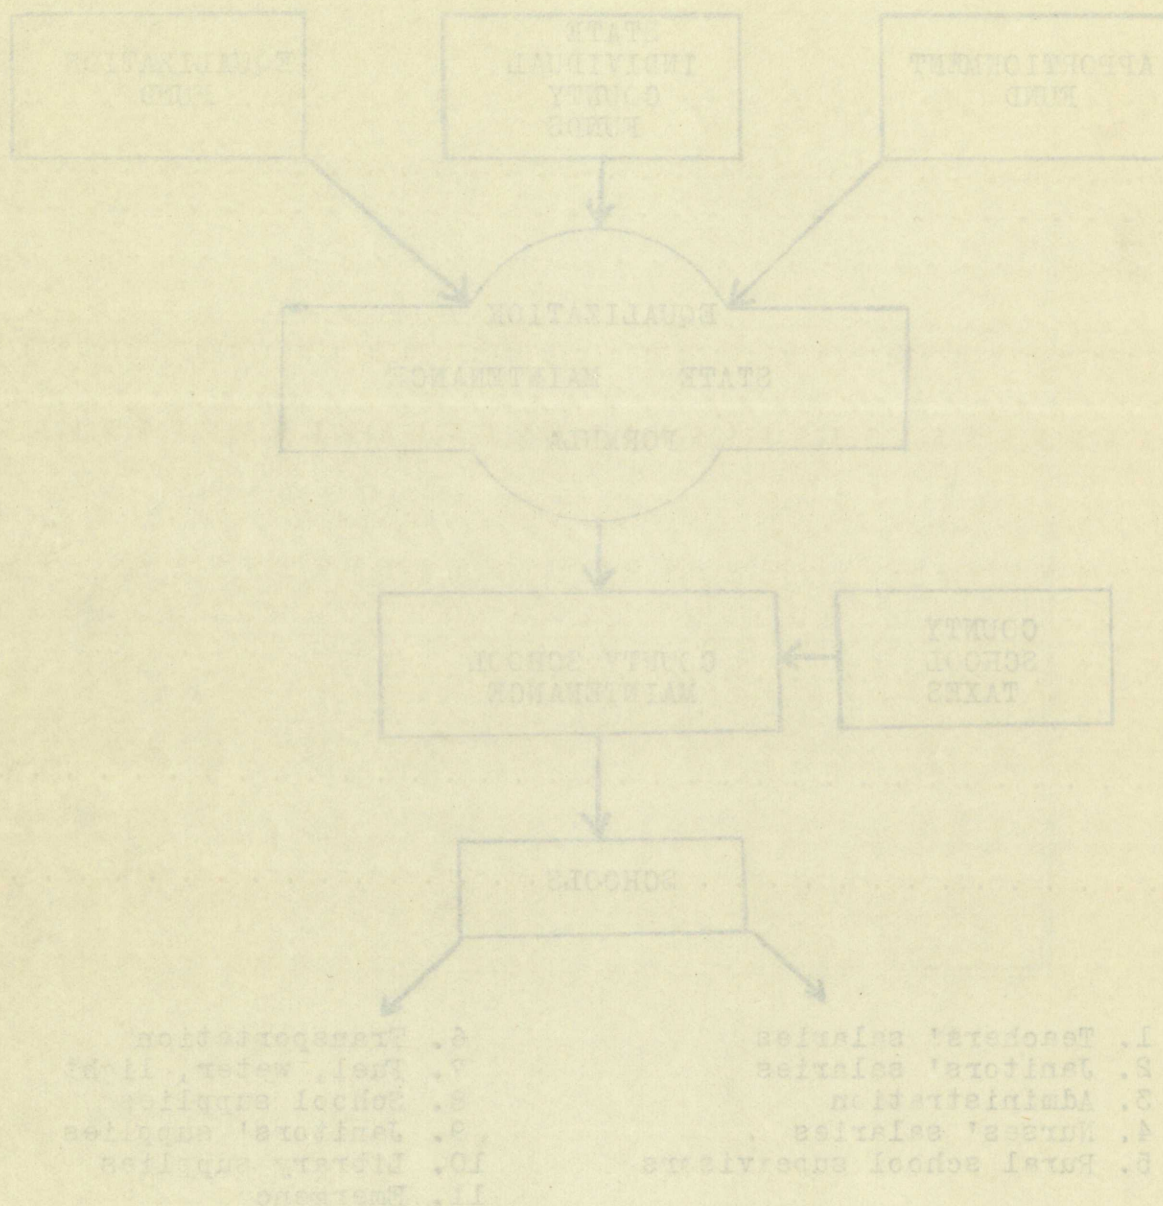 APPORTIONMENT
FUND
STATE
INDIVIDUAL
COUNTY
FUNDS
EQUALIZATION
FUND
EQUALIZATION
STATE MAINTENANCE
FORMULA
COUNTY
SCHOOL
TAXES
COUNTY SCHOOL
MAINTENANCE
SCHOOLS
1. Teachers' salaries
2. Janitors' salaries
3. Administration
4. Nurses' salaries
5. Rural school supervisors
6. Transportation
7. Fuel, water, light
8. School supplies
9. Janitors' supplies
10. Library supplies
11. Emergenc